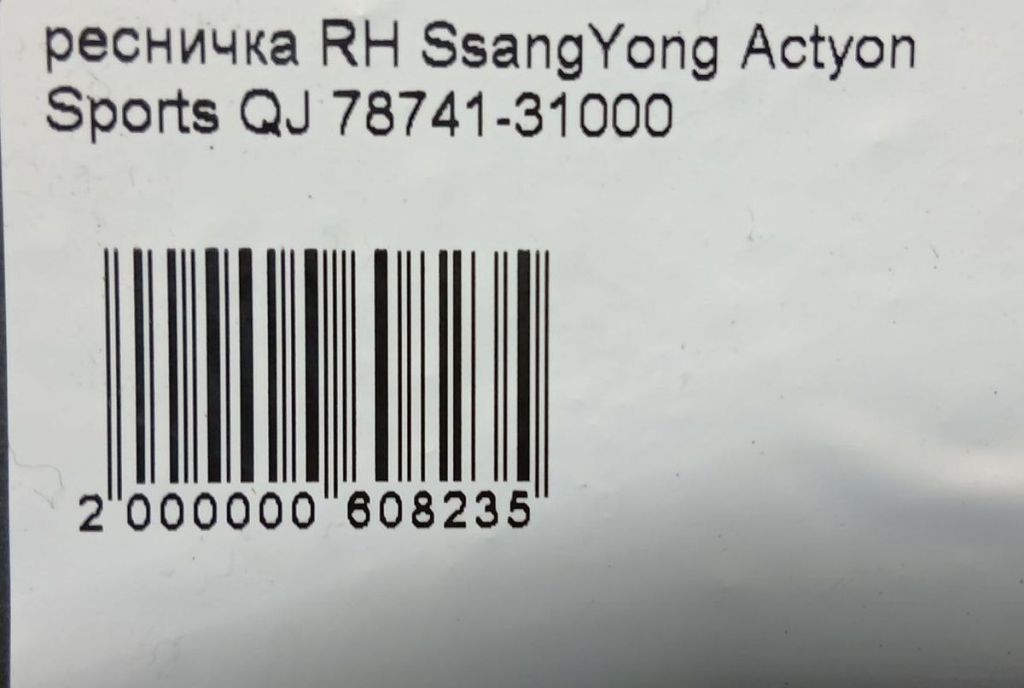 ресничка RH SsangYong Actyon
Sports QJ 78741-31000
2 000000 608235